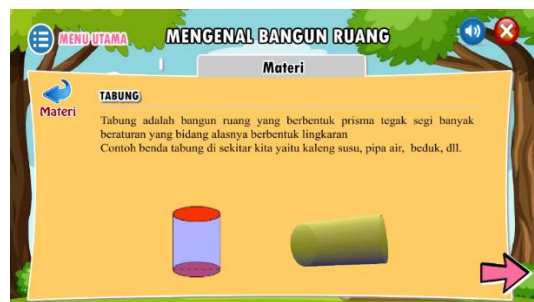 MENU UTAMA
MENGENAL BANGUN RUANG
Materi
Materi
TABUNG
Tabung adalah bangun ruang yang berbentuk prisma tegak segi banyak
beraturan yang bidang alasnya berbentuk lingkaran
Contoh benda tabung di sekitar kita yaitu kaleng susu, pipa air, beduk, dll.